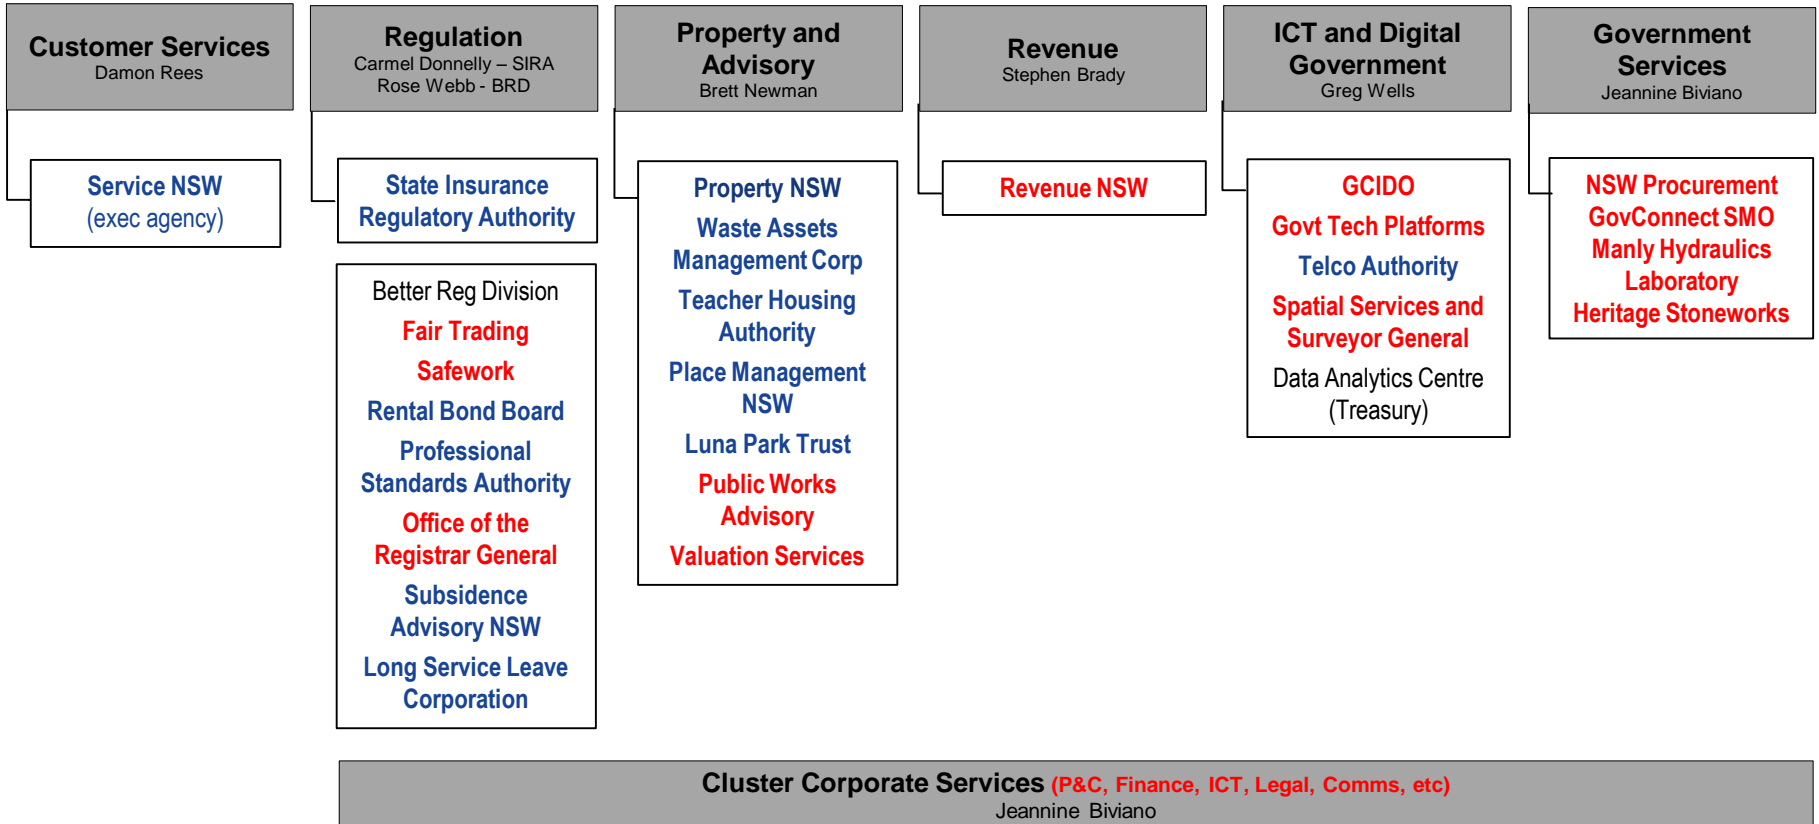 Customer Services
Damon Rees
Service NSW
(exec agency)
Regulation
Carmel Donnelly – SIRA
Rose Webb - BRD
State Insurance
Regulatory Authority
Better Reg Division
Fair Trading
Safework
Rental Bond Board
Professional
Standards Authority
Office of the
Registrar General
Subsidence
Advisory NSW
Long Service Leave
Corporation
Property and
Advisory
Brett Newman
Property NSW
Waste Assets
Management Corp
Teacher Housing
Authority
Place Management
NSW
Luna Park Trust
Public Works
Advisory
Valuation Services
Revenue
Stephen Brady
Revenue NSW
ICT and Digital
Government
Greg Wells
GCIDO
Govt Tech Platforms
Telco Authority
Spatial Services and
Surveyor General
Data Analytics Centre
(Treasury)
Government
Services
Jeannine Biviano
NSW Procurement
GovConnect SMO
Manly Hydraulics
Laboratory
Heritage Stoneworks
Cluster Corporate Services (P&C, Finance, ICT, Legal, Comms, etc)
Jeannine Biviano